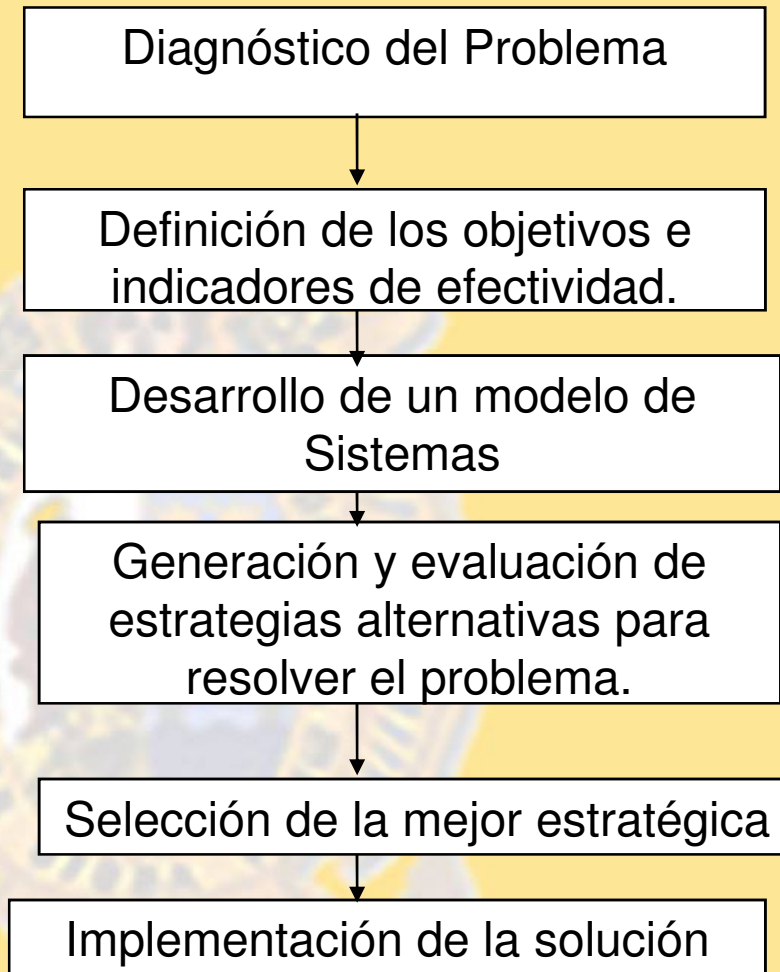 Diagnóstico del Problema
Definición de los objetivos e
indicadores de efectividad.
Desarrollo de un modelo de
Sistemas
Generación y evaluación de
estrategias alternativas para
resolver el problema.
Selección de la mejor estratégica
Implementación de la solución